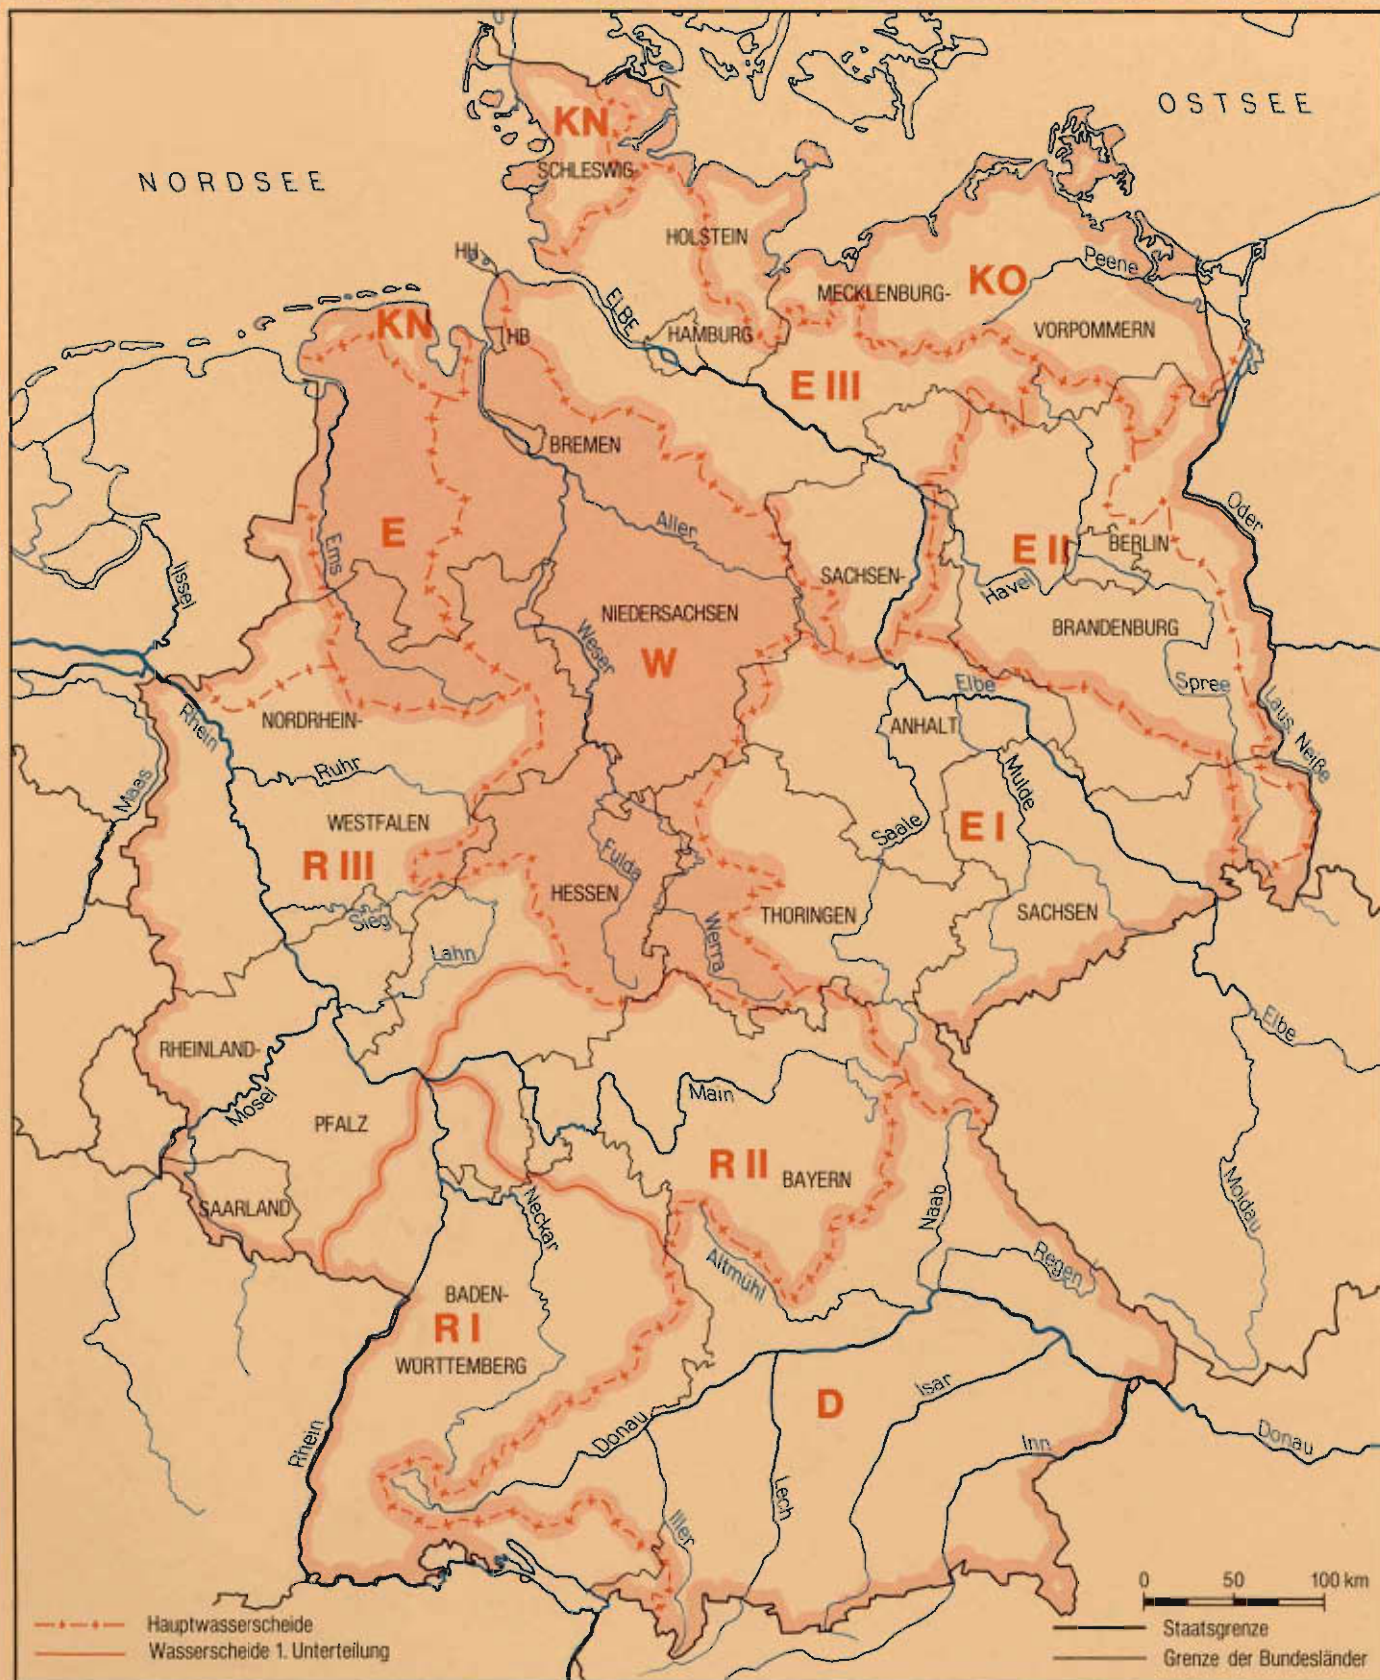 NORDSEE
OSTSEE
KN
SCHLESWIG-
HOLSTEIN
HH
ELBE
HAMBURG
MECKLENBURG-
KO
Peene
VORPOMMERN
KN
HB
E III
BREMEN
Aller
E
Ems
Issel
SACHSEN-
E II
BERLIN
Oder
Havel
BRANDENBURG
NIEDERSACHSEN
Weser
W
Elbe
Spree
Laus. Neiße
ANHALT
Rhein
NORDRHEIN-
Ruhr
Maas
Mulde
WESTFALEN
R III
Saale
E I
Fulda
HESSEN
THÜRINGEN
SACHSEN
Sieg
Lahn
Werra
Elbe
RHEINLAND-
Mosel
Main
PFALZ
R II
BAYERN
SAARLAND
Neckar
Naab
Moldau
Altmühl
Regen
BADEN-
R I
WÜRTTEMBERG
D
Isar
Donau
Rhein
Inn
Donau
Lech
Iller
0 50 100 km
Hauptwasserscheide
Wasserscheide 1. Unterteilung
Staatsgrenze
Grenze der Bundesländer